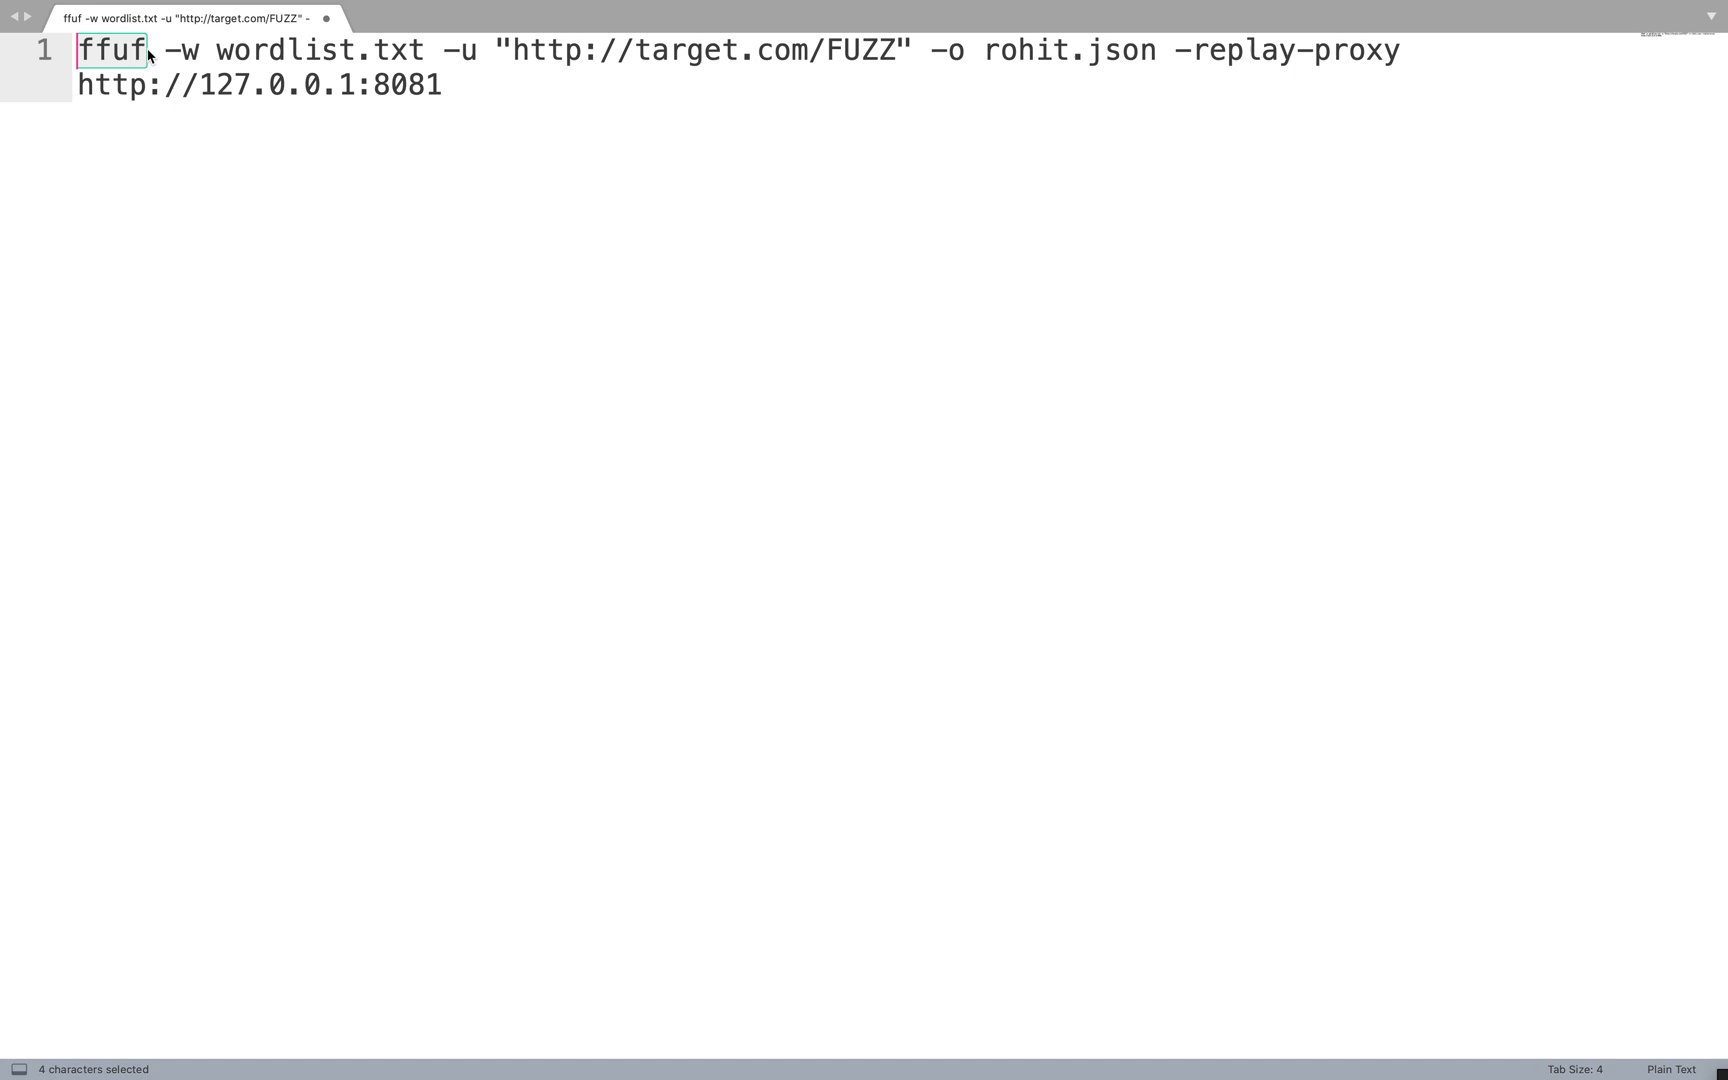 ffuf -w wordlist.txt -u "http://target.com/FUZZ" -
1 ffuf -w wordlist.txt -u "http://target.com/FUZZ" -o rohit.json -replay-proxy
http://127.0.0.1:8081
4 characters selected
Tab Size: 4
Plain Text